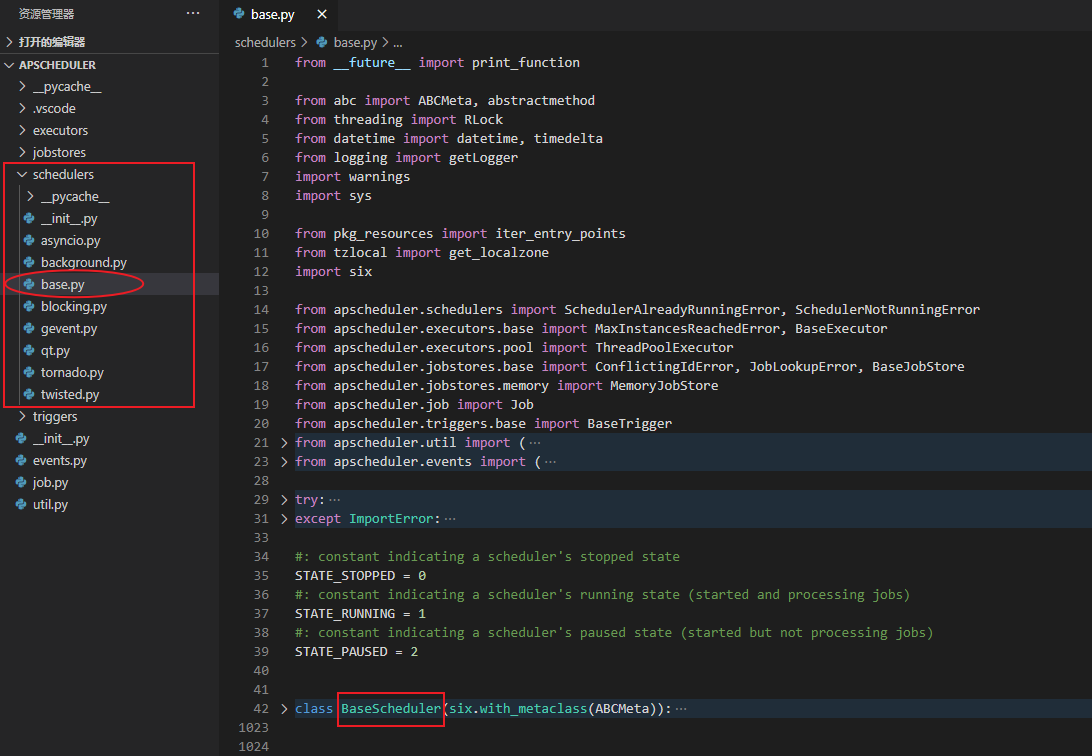 资源管理器 ···
打开的编辑器
APSCHEDULER
__pycache__
.vscode
executors
jobstores
schedulers
__pycache__
__init__.py
asyncio.py
background.py
base.py
blocking.py
gevent.py
qt.py
tornado.py
twisted.py
triggers
__init__.py
events.py
job.py
util.py
base.py ×
schedulers > base.py > ...
1 from __future__ import print_function
2
3 from abc import ABCMeta, abstractmethod
4 from threading import RLock
5 from datetime import datetime, timedelta
6 from logging import getLogger
7 import warnings
8 import sys
9
10 from pkg_resources import iter_entry_points
11 from tzlocal import get_localzone
12 import six
13
14 from apscheduler.schedulers import SchedulerAlreadyRunningError, SchedulerNotRunningError
15 from apscheduler.executors.base import MaxInstancesReachedError, BaseExecutor
16 from apscheduler.executors.pool import ThreadPoolExecutor
17 from apscheduler.jobstores.base import ConflictingIdError, JobLookupError, BaseJobStore
18 from apscheduler.jobstores.memory import MemoryJobStore
19 from apscheduler.job import Job
20 from apscheduler.triggers.base import BaseTrigger
21 > from apscheduler.util import (···
23 > from apscheduler.events import (···
28
29 > try:···
31 > except ImportError:···
33
34 #: constant indicating a scheduler's stopped state
35 STATE_STOPPED = 0
36 #: constant indicating a scheduler's running state (started and processing jobs)
37 STATE_RUNNING = 1
38 #: constant indicating a scheduler's paused state (started but not processing jobs)
39 STATE_PAUSED = 2
40
41
42 > class BaseScheduler(six.with_metaclass(ABCMeta)):···
1023
1024